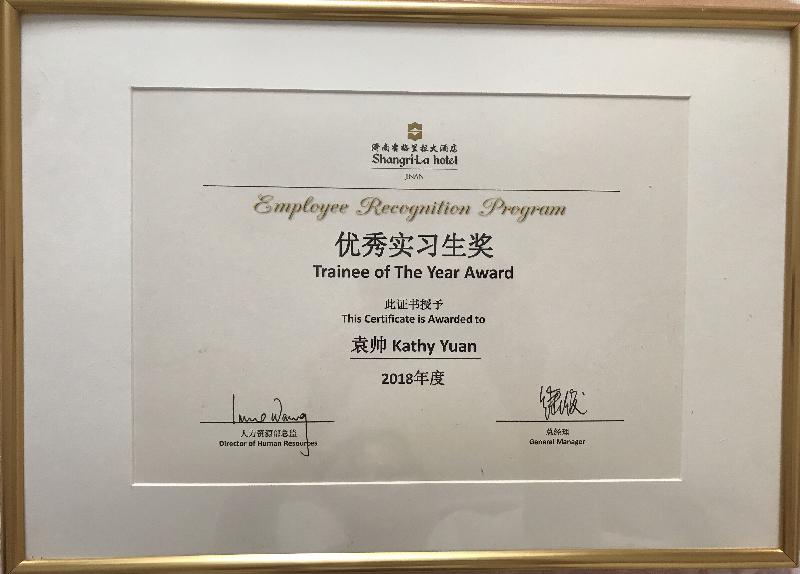 济南香格里拉大酒店
Shangri-La hotel
JINAN
Employee Recognition Program
优秀实习生奖
Trainee of The Year Award
此证书授予
This Certificate is Awarded to
袁帅 Kathy Yuan
2018年度
人力资源部总监
Director of Human Resources
总经理
General Manager